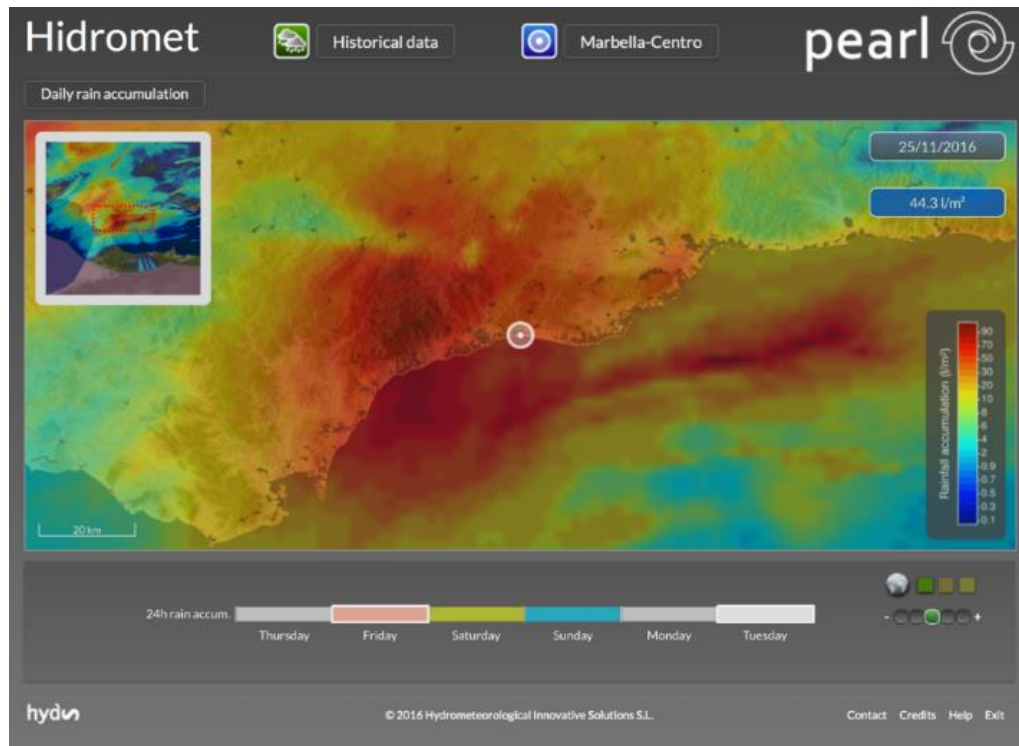 Hidromet
Historical data
Marbella-Centro
pearl
Daily rain accumulation
25/11/2016
44.3 l/m²
Rainfall accumulation (l/m²)
90
70
50
30
20
10
8
6
4
2
0.9
0.7
0.5
0.3
0.1
20 km
24h rain accum.
Thursday Friday Saturday Sunday Monday Tuesday
- +
hyds
© 2016 Hydrometeorological Innovative Solutions S.L.
Contact Credits Help Exit